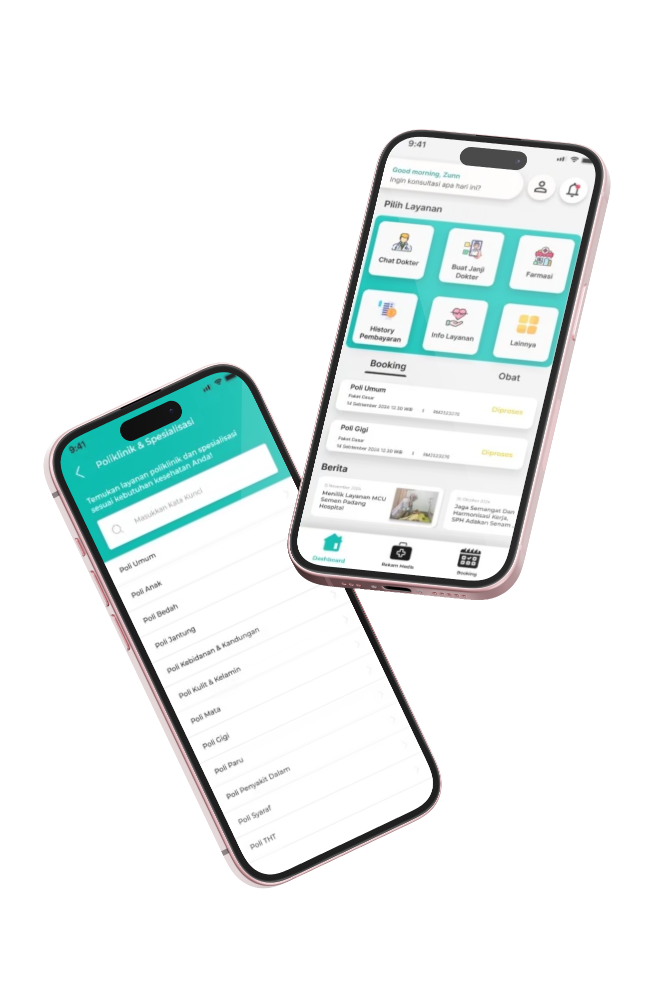 9:41
Good morning, Zunn
Ingin konsultasi apa hari ini?
Pilih Layanan
Chat Dokter
Buat Janji
Dokter
Farmasi
History
Pembayaran
Info Layanan
Lainnya
Booking
Obat
Poli Umum
Paket Dasar
14 Setnember 2024 12.30 WIB
Diproses
Poli Gigi
Paket Dasar
14 Setnember 2024 12.30 WIB
Diproses
Berita
Menilik Layanan MCU
Semen Padang
Hospital
Jaga Semangat Dan
Harmonisasi Kerja,
SPH Adakan Senam
Dashboard
Rekam Medik
Booking
9:41
Poliklinik & Spesialisasi
Temukan layanan poliklinik dan spesialisasi
sesuai kebutuhan kesehatan Anda!
Masukkan Kata Kunci
Poli Umum
Poli Anak
Poli Bedah
Poli Jantung
Poli Kebidanan & Kandungan
Poli Kulit & Kelamin
Poli Mata
Poli Gigi
Poli Paru
Poli Penyakit Dalam
Poli Syaraf
Poli THT